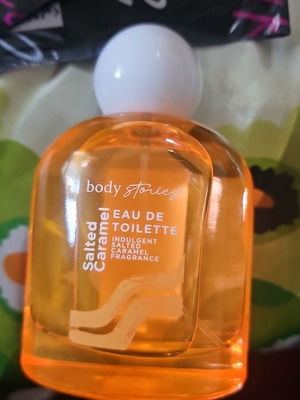 body stories
Salted
Caramel
EAU DE
TOILETTE
INDULGENT
SALTED
CARAMEL
FRAGRANCE